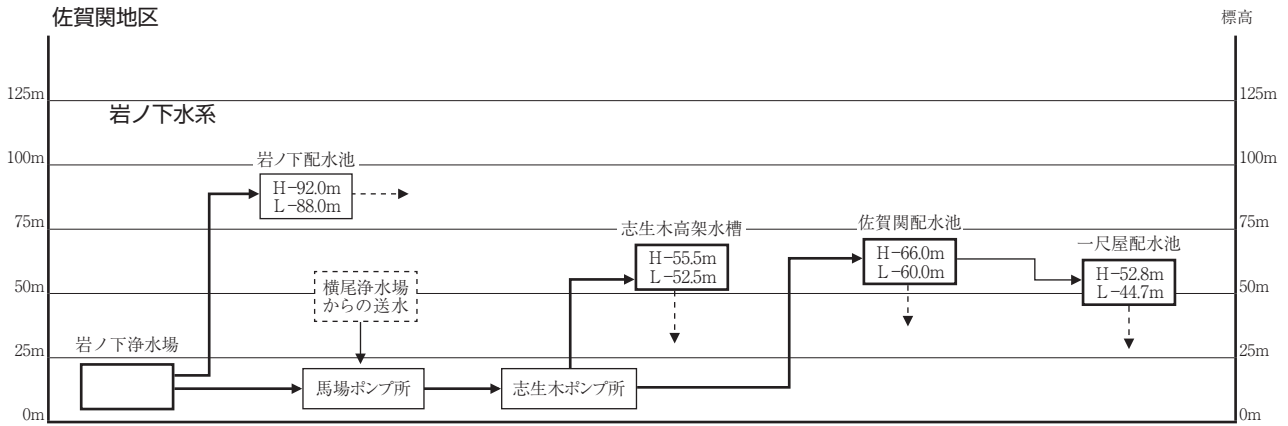 佐賀関地区
標高
125m
125m
岩ノ下水系
100m
100m
岩ノ下配水池
H-92.0m
L-88.0m
75m
75m
志生木高架水槽
H-55.5m
L-52.5m
佐賀関配水池
H-66.0m
L-60.0m
一尺屋配水池
H-52.8m
L-44.7m
50m
50m
横尾浄水場
からの送水
岩ノ下浄水場
25m
25m
馬場ポンプ所
志生木ポンプ所
0m
0m